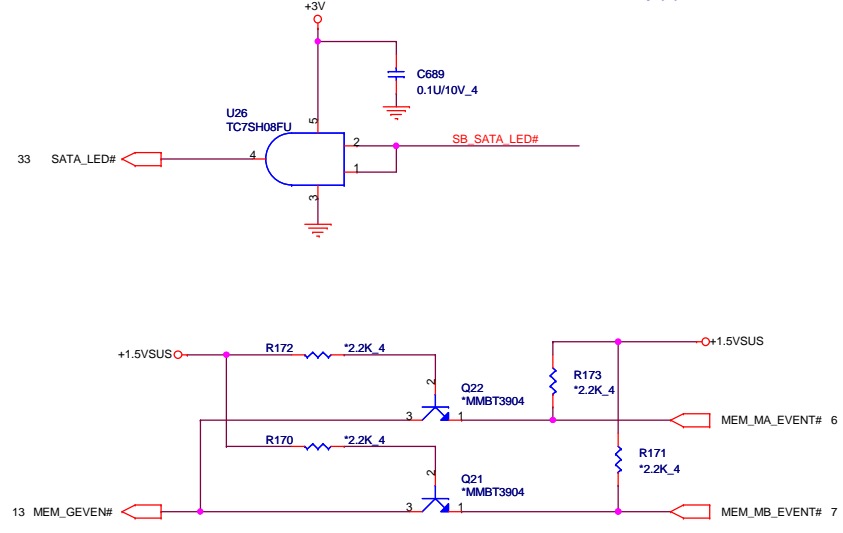 +3V
C689
0.1U/10V_4
U26
TC7SH08FU
5
2
SB_SATA_LED#
33 SATA_LED#
4
1
3
+1.5VSUS
+1.5VSUS
R172 *2.2K_4
R173
*2.2K_4
2
Q22
*MMBT3904
3
1
MEM_MA_EVENT# 6
R170 *2.2K_4
R171
*2.2K_4
2
Q21
*MMBT3904
13 MEM_GEVEN#
3
1
MEM_MB_EVENT# 7